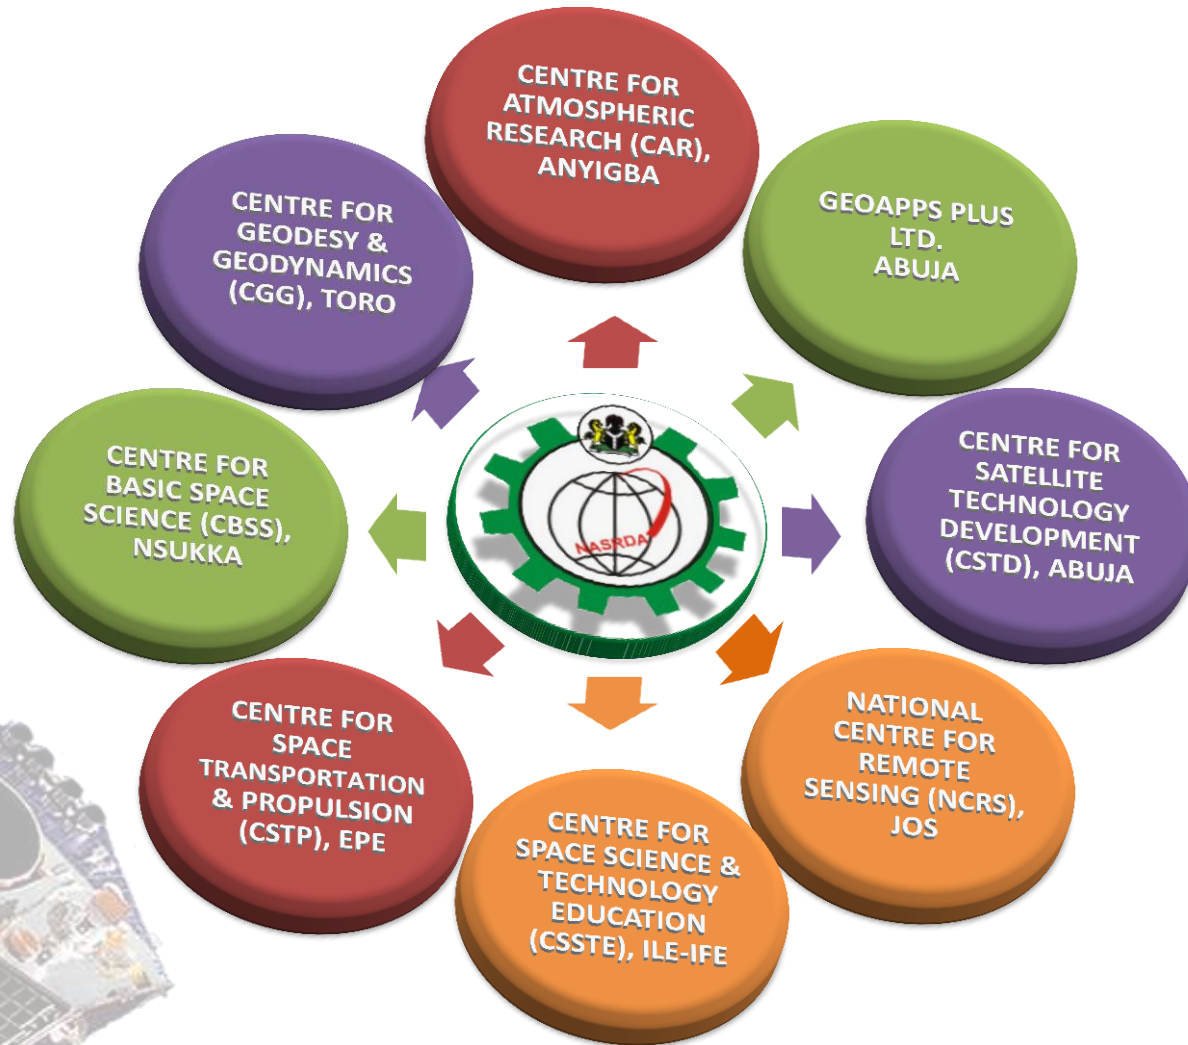 CENTRE FOR
ATMOSPHERIC
RESEARCH (CAR),
ANYIGBA
GEOAPPS PLUS
LTD.
ABUJA
CENTRE FOR
SATELLITE
TECHNOLOGY
DEVELOPMENT
(CSTD), ABUJA
NATIONAL
CENTRE FOR
REMOTE
SENSING (NCRS),
JOS
CENTRE FOR
SPACE SCIENCE &
TECHNOLOGY
EDUCATION
(CSSTE), ILE-IFE
CENTRE FOR
SPACE
TRANSPORTATION
& PROPULSION
(CSTP), EPE
CENTRE FOR
BASIC SPACE
SCIENCE (CBSS),
NSUKKA
CENTRE FOR
GEODESY &
GEODYNAMICS
(CGG), TORO
NASRDA